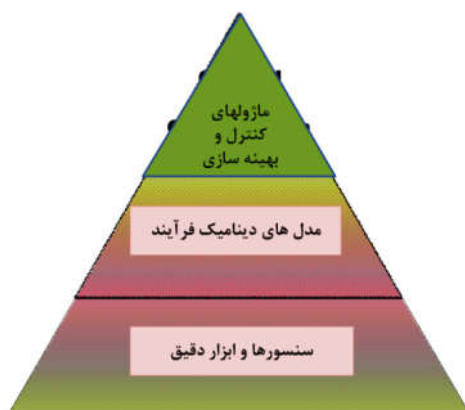 ماژولهای
کنترل و
بهینه سازی
مدل های دینامیک فرآیند
سنسورها و ابزار دقیق